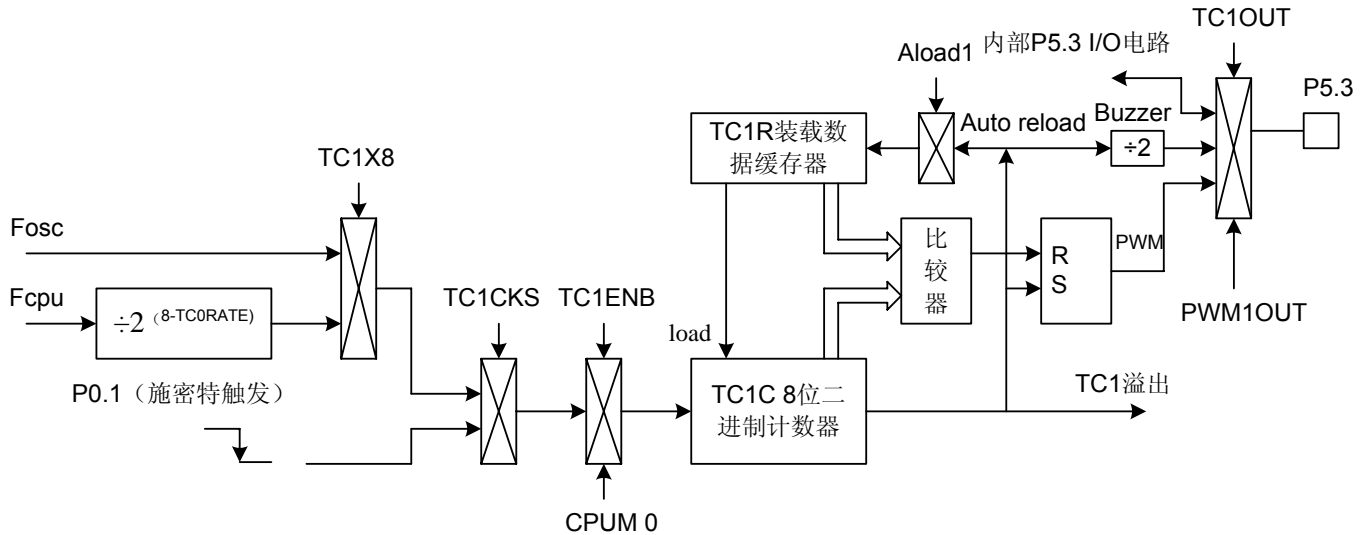 TC1OUT
内部P5.3 I/O电路
Aload1
P5.3
TC1R装载数
据缓存器
Auto reload
Buzzer
÷2
TC1X8
Fosc
比
较
器
R
S
PWM
Fcpu
÷2（8-TC0RATE)
TC1CKS
TC1ENB
PWM1OUT
load
P0.1（施密特触发）
TC1C 8位二
进制计数器
TC1溢出
CPUM 0